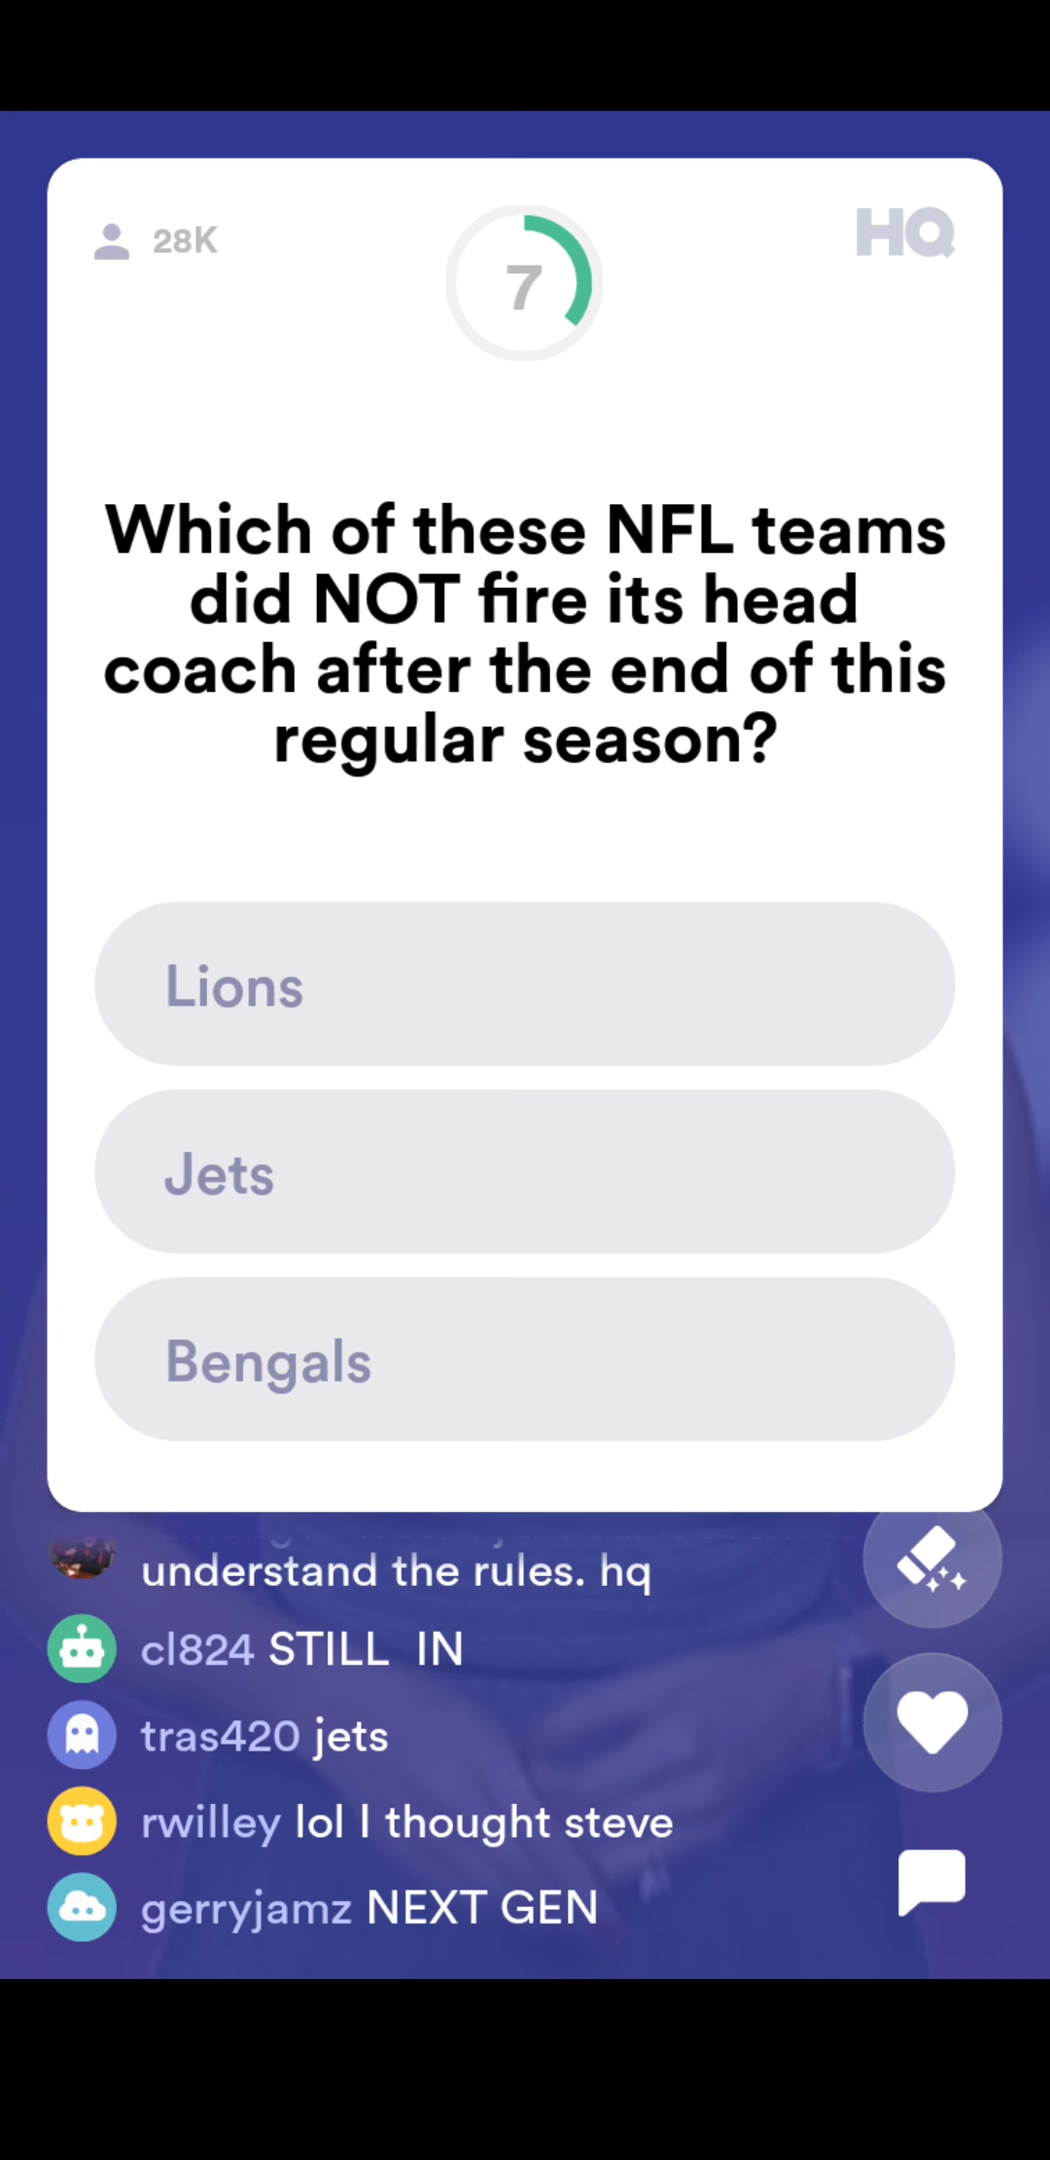 28K
7
HQ
Which of these NFL teams
did NOT fire its head
coach after the end of this
regular season?
Lions
Jets
Bengals
understand the rules. hq
cl824 STILL IN
tras420 jets
rwilley lol I thought steve
gerryjamz NEXT GEN